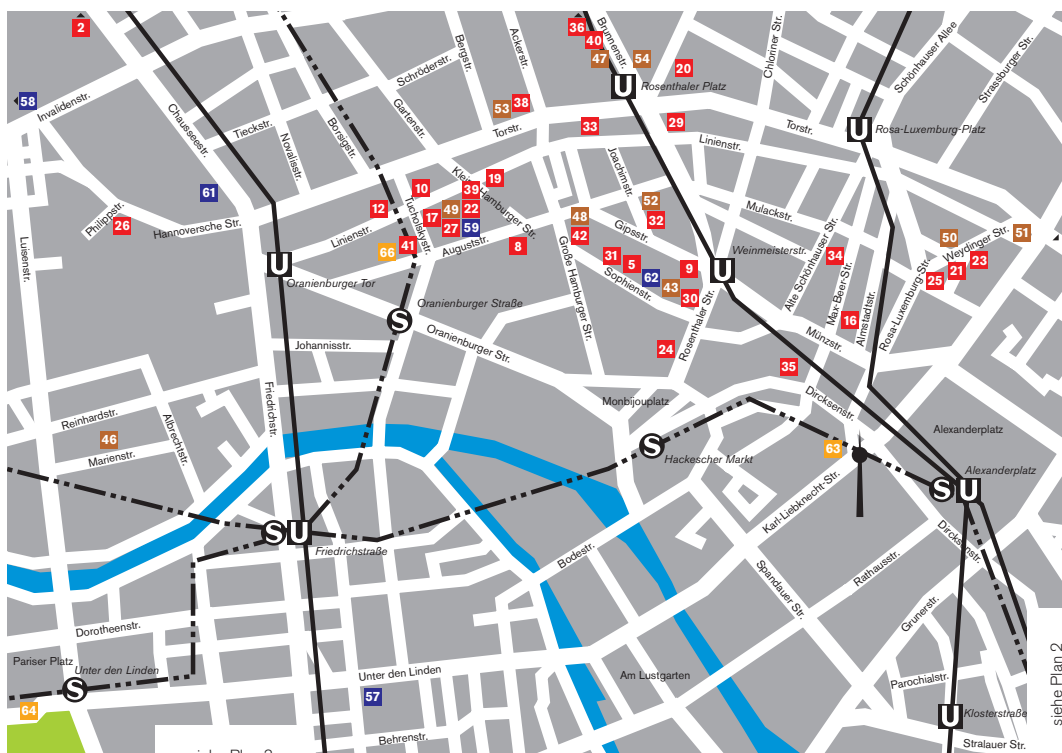 2
36
40
47
54
20
58
Invalidenstr.
Chausseestr.
Tieckstr.
Novalisstr.
Borsigstr.
Schröderstr.
Gartenstr.
Bergstr.
Ackerstr.
Brunnenstr.
Rosenthaler Platz
U
Chloriner Str.
Schönhauser Allee
Strassburger Str.
53
38
Torstr.
33
29
Linienstr.
Torstr.
U
Rosa-Luxemburg-Platz
61
Philippstr.
26
Hannoversche Str.
Luisenstr.
12
10
Linienstr.
Tucholskystr.
17
49
39
22
27
59
19
Kleine Hamburger Str.
66
41
Auguststr.
8
Joachimstr.
52
32
48
42
Gipsstr.
31
5
62
43
9
30
Sophienstr.
Große Hamburger Str.
Mulackstr.
Weinmeisterstr.
U
Alte Schönhauser Str.
34
Max-Beer-Str.
16
Almstadtstr.
Rosa-Luxemburg-Str.
50
51
Weydinger Str.
25
21
23
U
Oranienburger Tor
Oranienburger Straße
S
Oranienburger Str.
Johannisstr.
24
Rosenthaler Str.
35
Münzstr.
Dircksenstr.
Friedrichstr.
Reinhardstr.
46
Marienstr.
Albrechtstr.
Monbijouplatz
S
Hackescher Markt
63
Alexanderplatz
Alexanderplatz
S U
Karl-Liebknecht-Str.
S U
Friedrichstraße
Bodestr.
Spandauer Str.
Rathausstr.
Dircksenstr.
Grunerstr.
Dorotheenstr.
Pariser Platz
Unter den Linden
S
64
Unter den Linden
57
Behrenstr.
Am Lustgarten
Parochialstr.
U
Klosterstraße
Stralauer Str.
siehe Plan 2